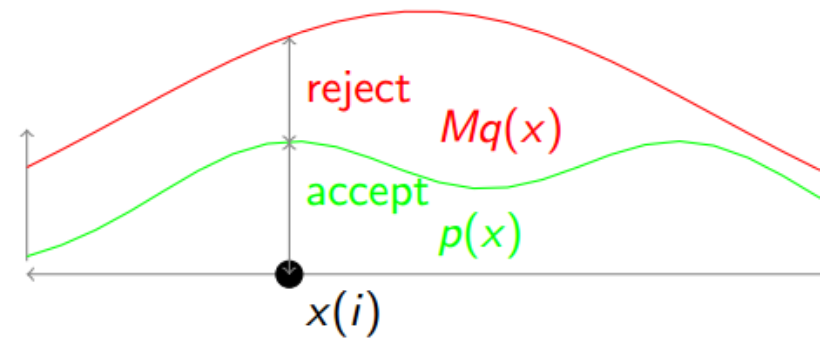 reject
Mq(x)
accept
p(x)
x(i)